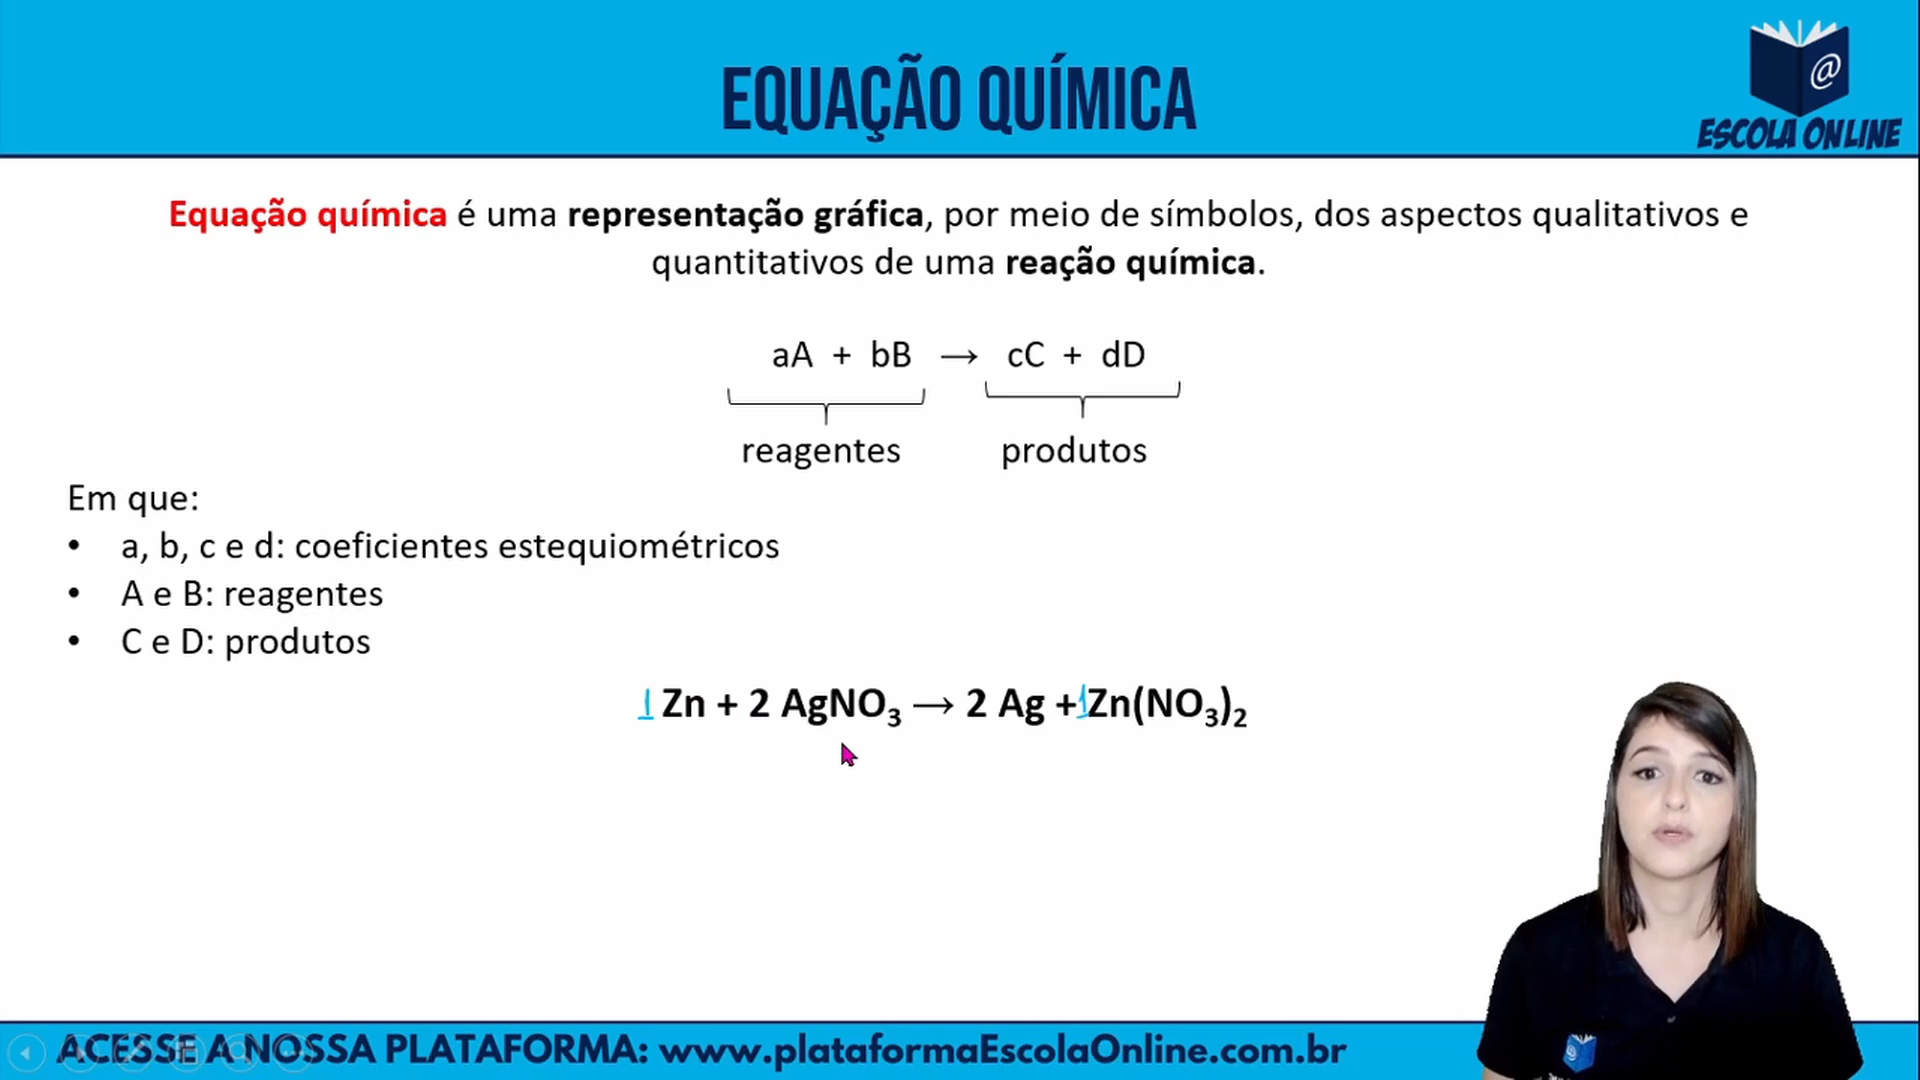 EQUAÇÃO QUÍMICA
@
ESCOLA ONLINE
Equação química é uma representação gráfica, por meio de símbolos, dos aspectos qualitativos e
quantitativos de uma reação química.
aA + bB → cC + dD
reagentes produtos
Em que:
• a, b, c e d: coeficientes estequiométricos
• A e B: reagentes
• C e D: produtos
1 Zn + 2 AgNO₃ → 2 Ag + 1 Zn(NO₃)₂
ACESSE A NOSSA PLATAFORMA: www.plataformaEscolaOnline.com.br